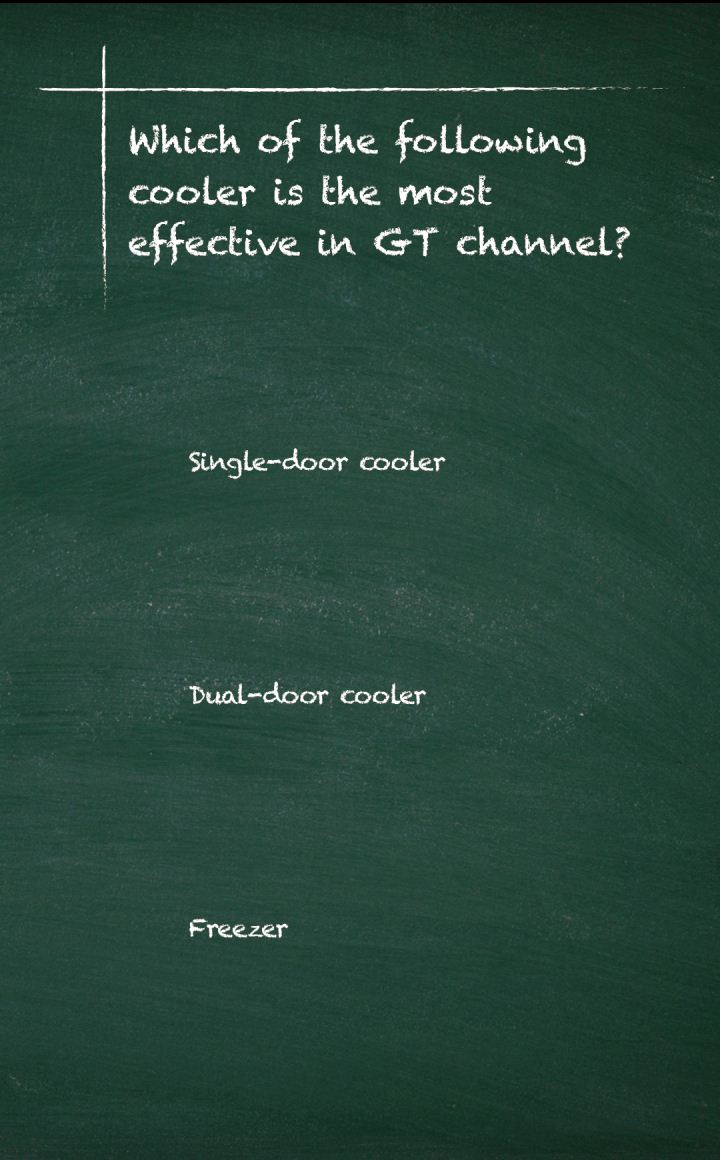 Which of the following
cooler is the most
effective in GT channel?
Single-door cooler
Dual-door cooler
Freezer